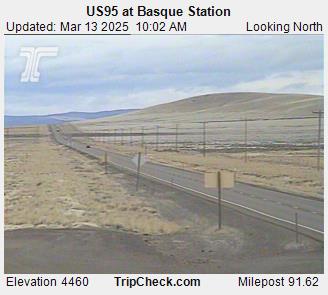 US95 at Basque Station
Updated: Mar 13 2025 10:02 AM Looking North
Elevation 4460 TripCheck.com Milepost 91.62